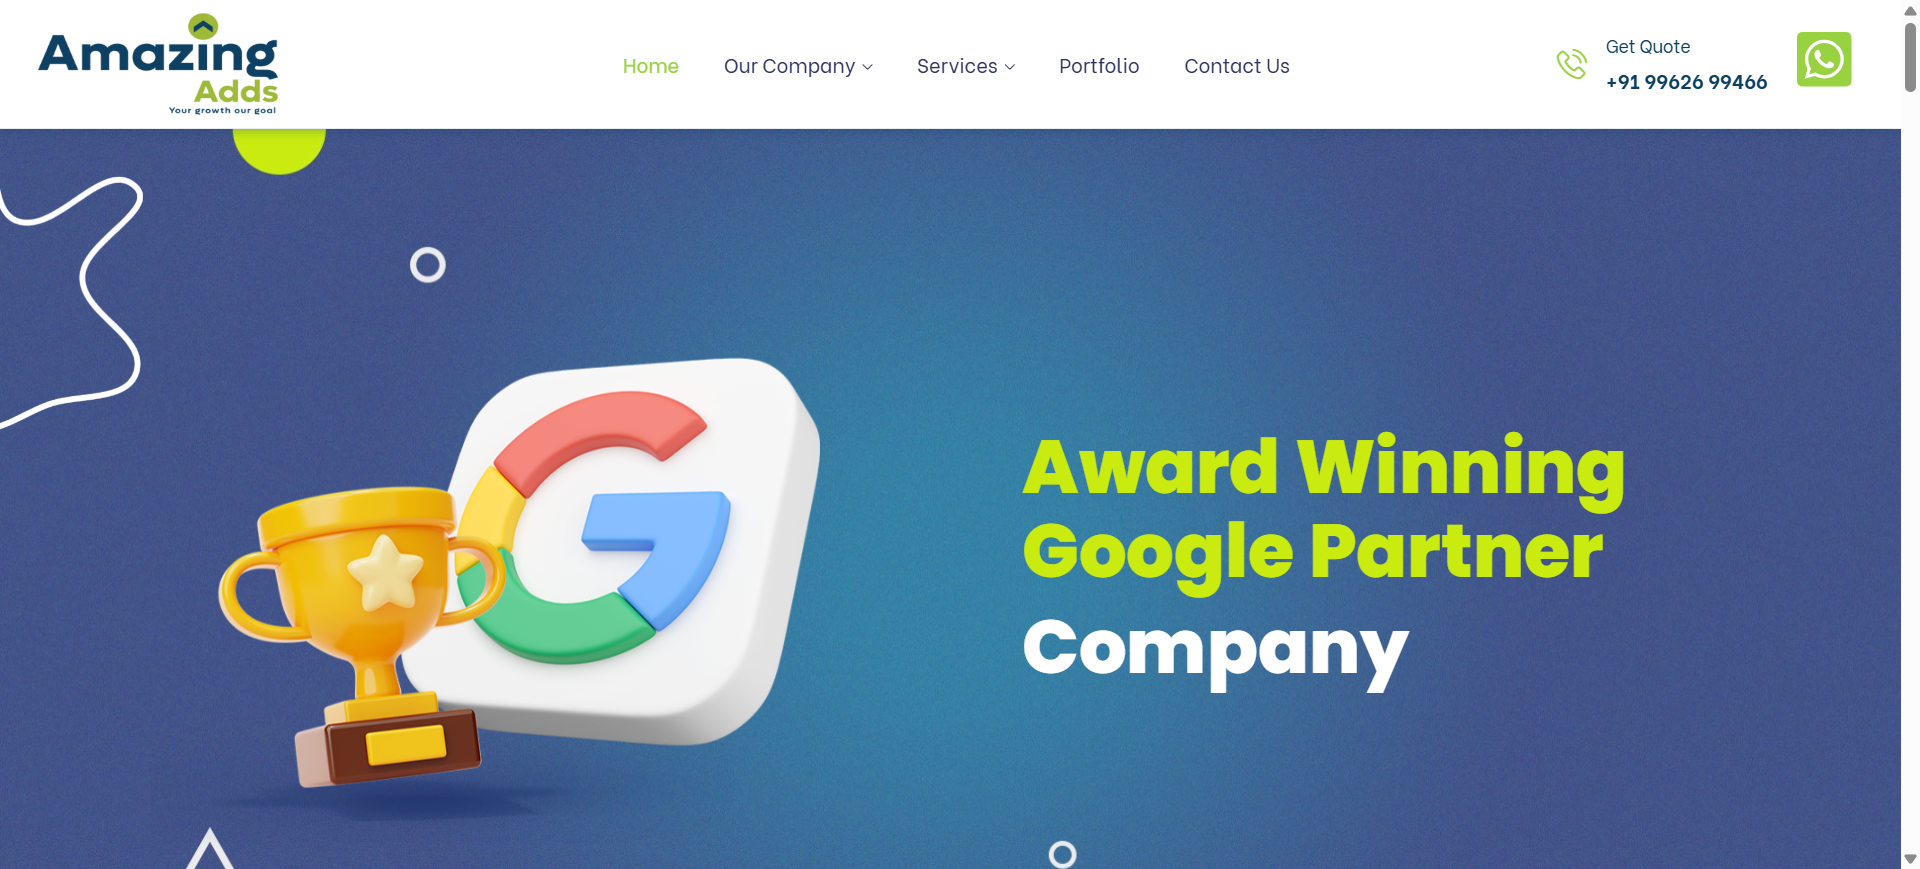 Amazing
Adds
Your growth our goal
Home
Our Company
Services
Portfolio
Contact Us
Get Quote
+91 99626 99466
Award Winning
Google Partner
Company